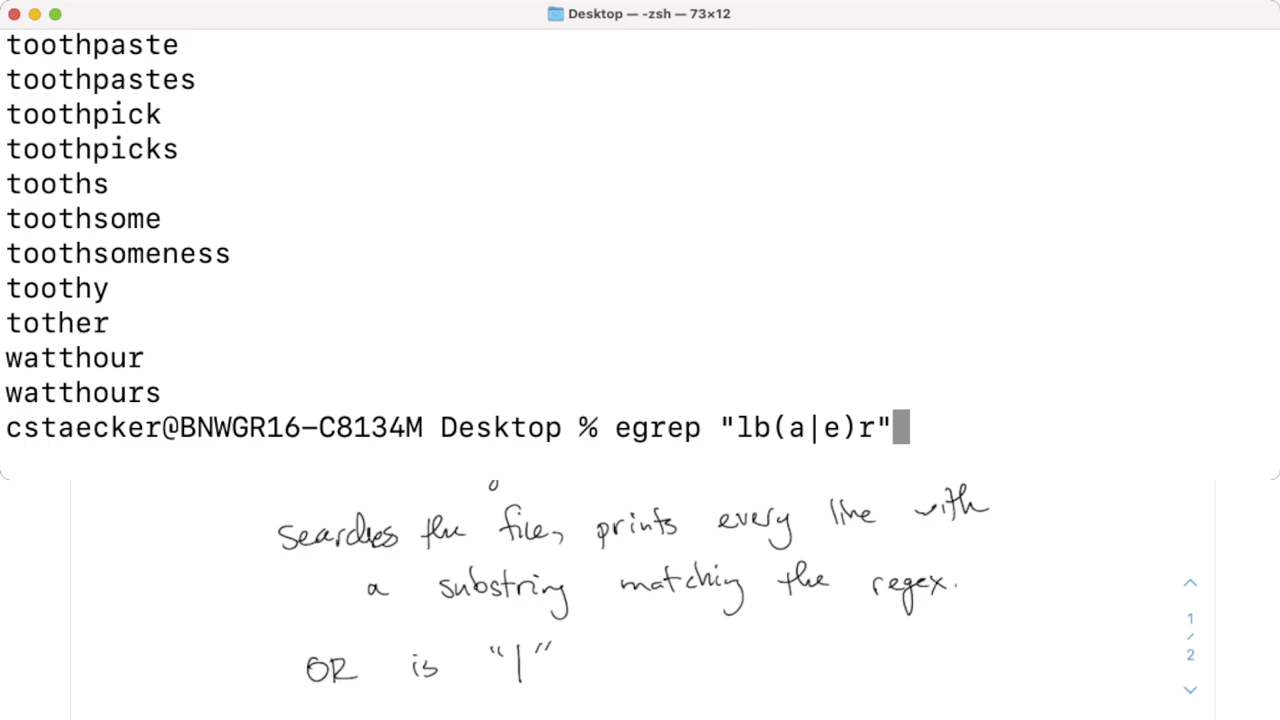 Desktop — -zsh — 73×12
toothpaste
toothpastes
toothpick
toothpicks
tooths
toothsome
toothsomeness
toothy
tother
watthour
watthours
cstaecker@BNWGR16-C8134M Desktop % egrep "lb(a|e)r"
searches the file, prints every line with
a substring matching the regex.
OR is "|"
1
/
2